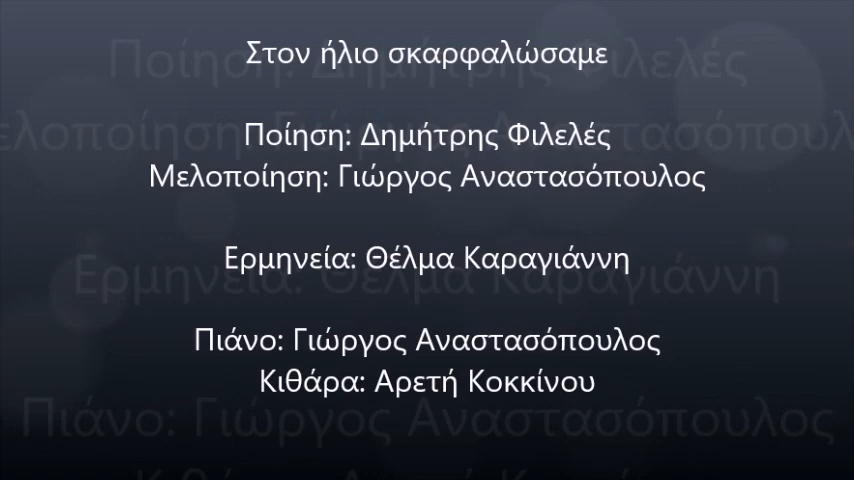 Στον ήλιο σκαρφαλώσαμε
Ποίηση: Δημήτρης Φιλελές
Μελοποίηση: Γιώργος Αναστασόπουλος
Ερμηνεία: Θέλμα Καραγιάννη
Πιάνο: Γιώργος Αναστασόπουλος
Κιθάρα: Αρετή Κοκκίνου